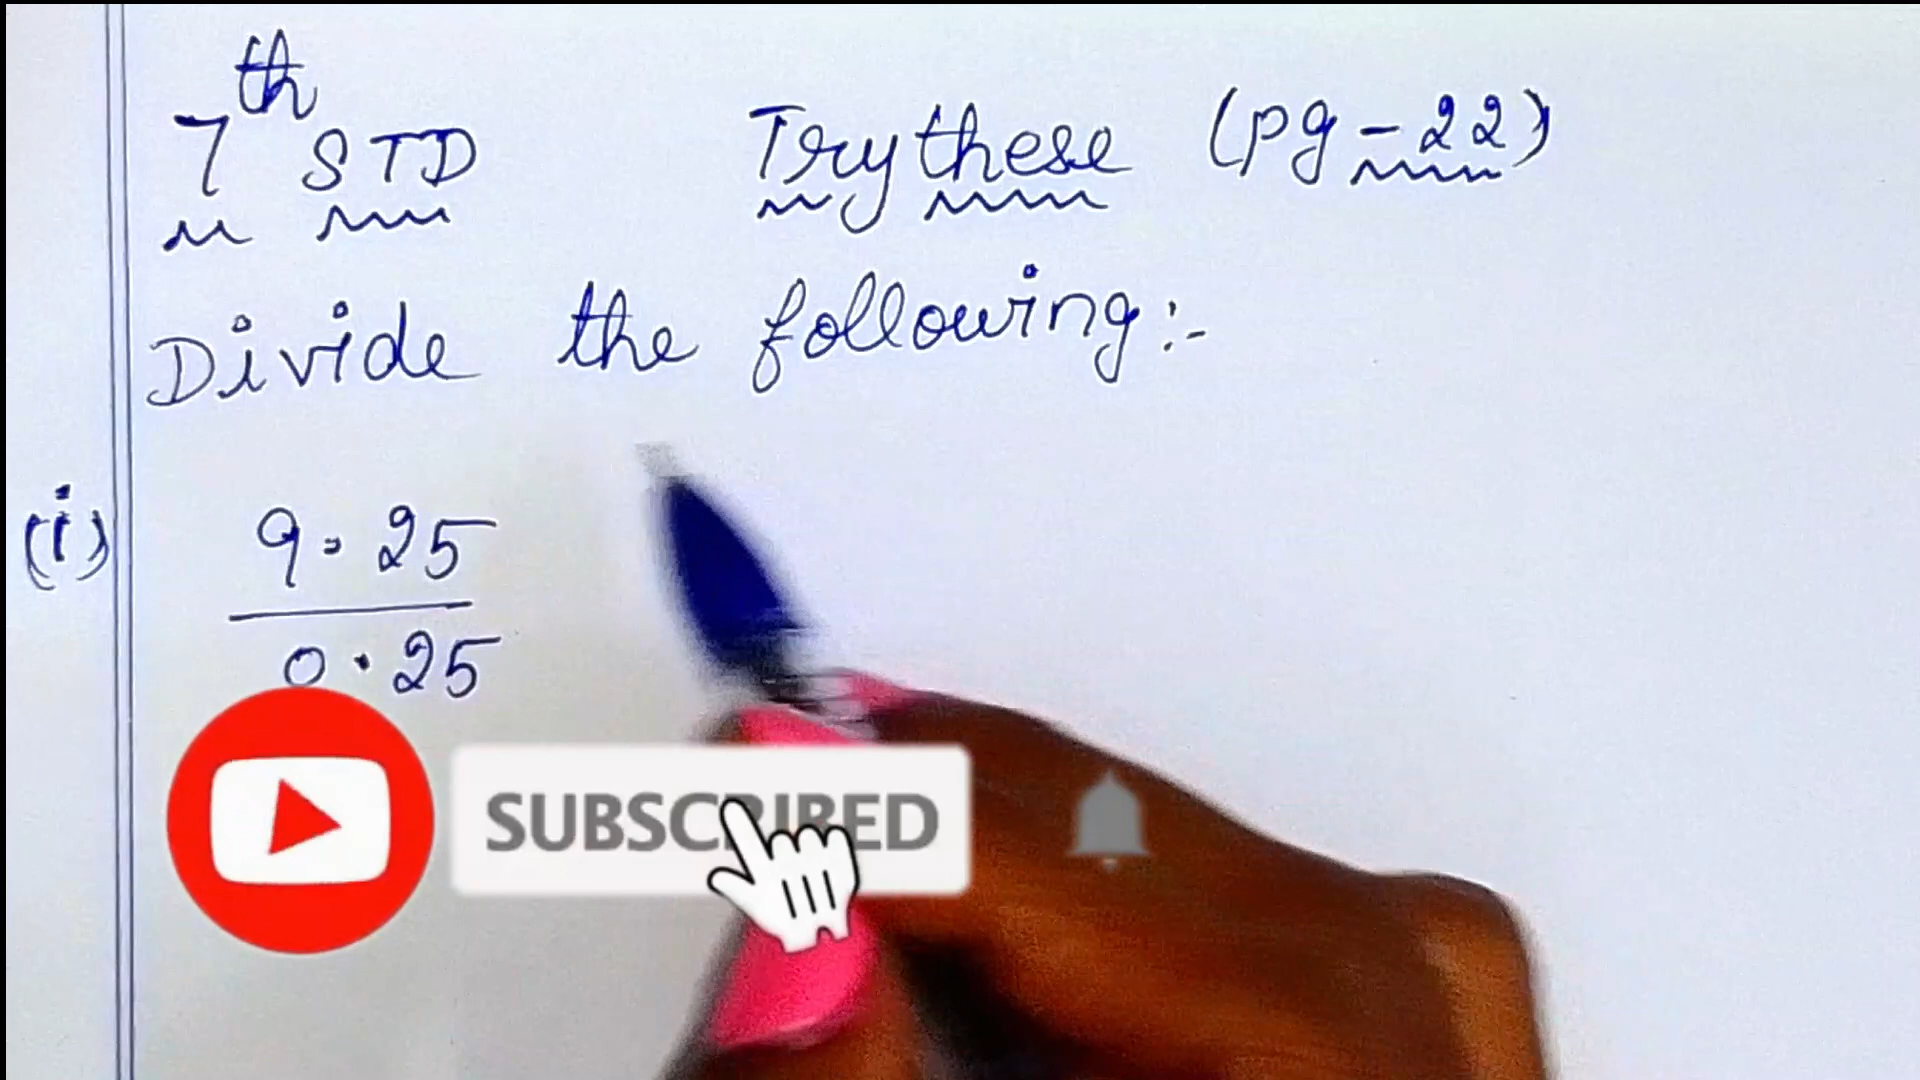 7th STD Try these (pg-22)
Divide the following:-
(i) 9.25
0.25
SUBSCRIBED